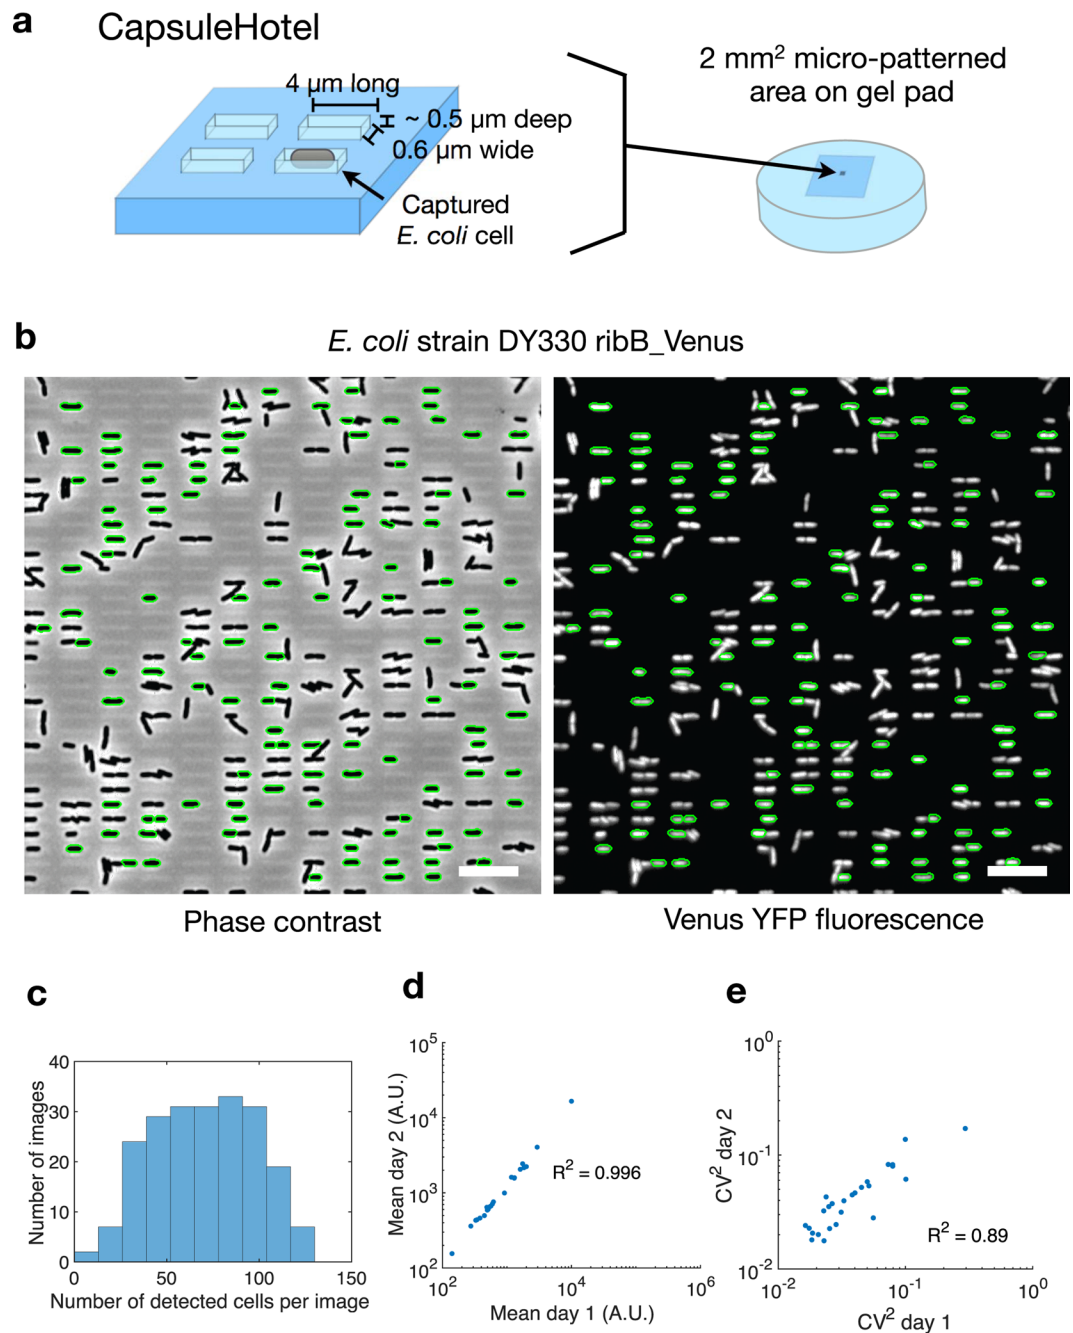 a
CapsuleHotel
4 µm long
~ 0.5 µm deep
0.6 µm wide
Captured
E. coli cell
2 mm² micro-patterned
area on gel pad
b
E. coli strain DY330 ribB_Venus
Phase contrast
Venus YFP fluorescence
c
Number of images
40
30
20
10
0
0
50
100
150
Number of detected cells per image
d
Mean day 2 (A.U.)
10⁵
10⁴
10³
10²
R² = 0.996
10²
10⁴
10⁶
Mean day 1 (A.U.)
e
CV² day 2
10⁰
10⁻¹
10⁻²
R² = 0.89
10⁻²
10⁻¹
10⁰
CV² day 1